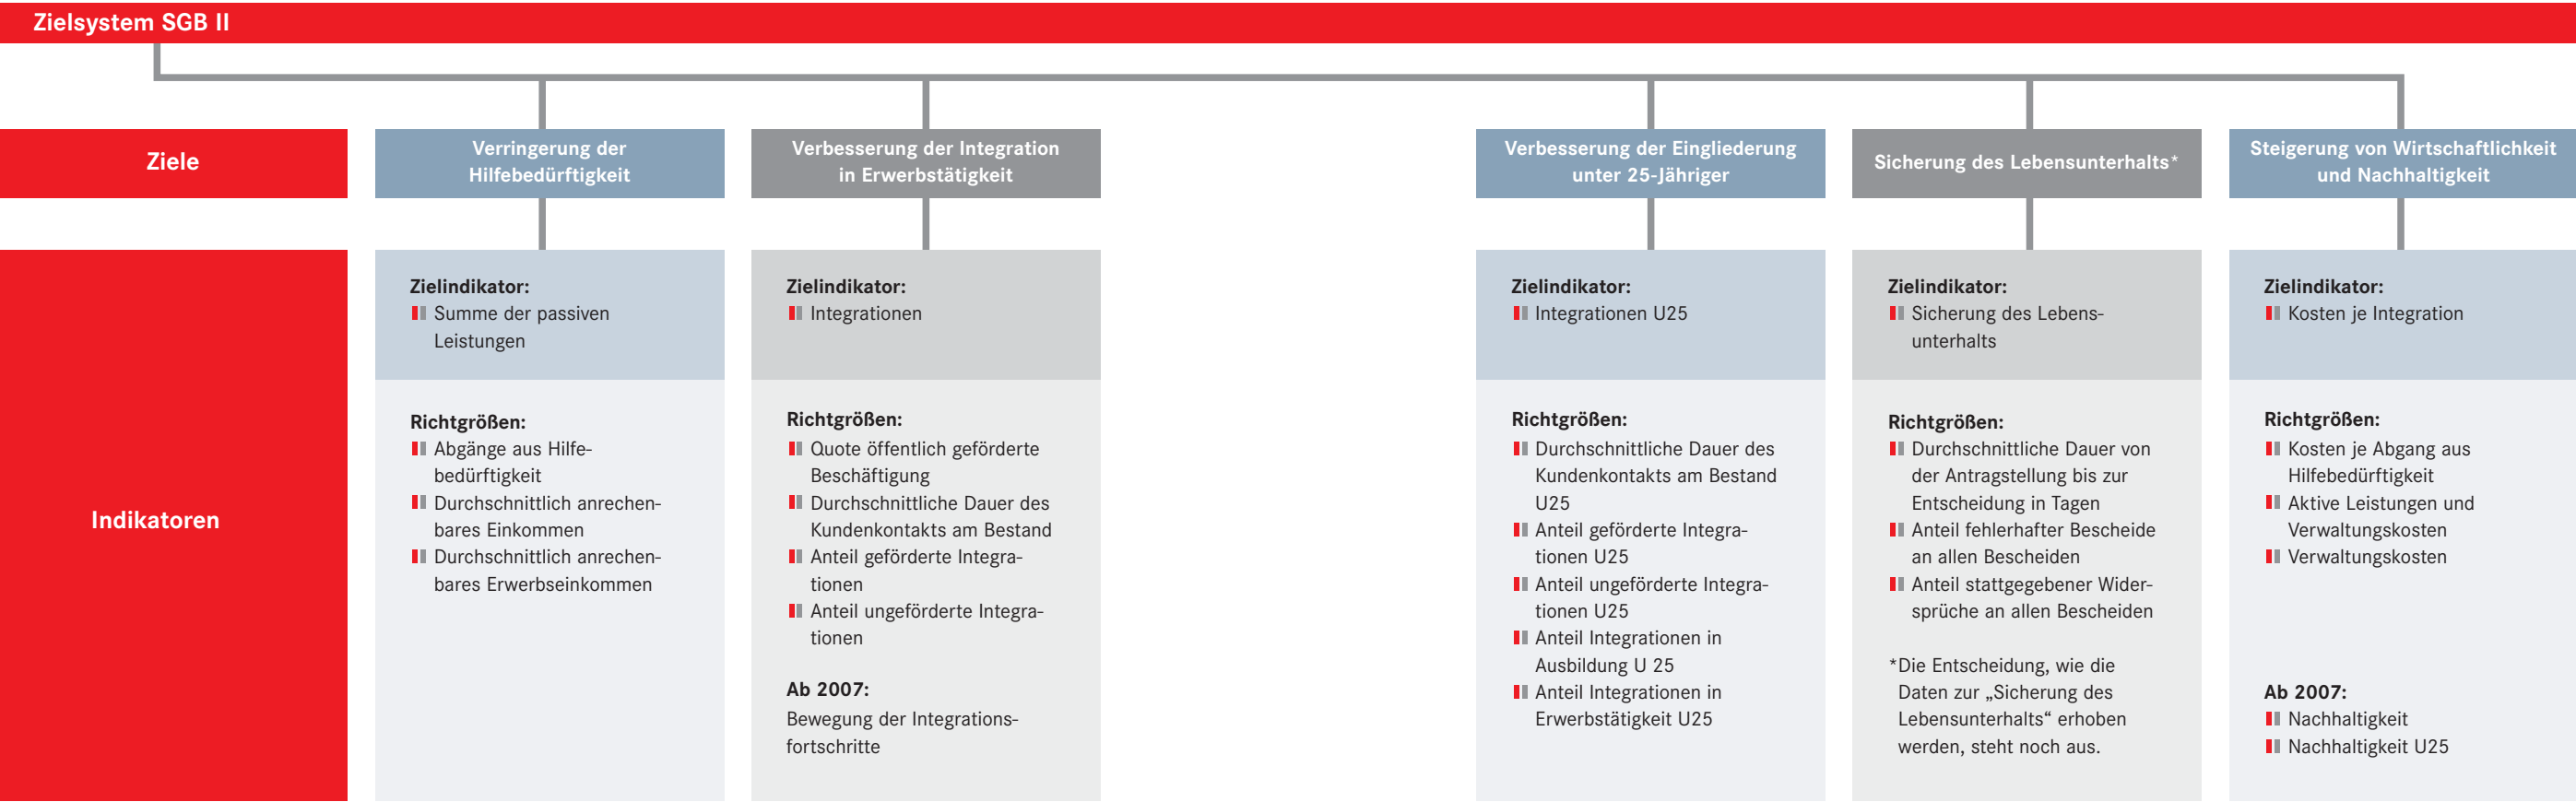 Zielsystem SGB II
Ziele
Verringerung der
Hilfebedürftigkeit
Verbesserung der Integration
in Erwerbstätigkeit
Verbesserung der Eingliederung
unter 25-Jähriger
Sicherung des Lebensunterhalts*
Steigerung von Wirtschaftlichkeit
und Nachhaltigkeit
Indikatoren
Zielindikator:
Summe der passiven
Leistungen
Richtgrößen:
Abgänge aus Hilfe-
bedürftigkeit
Durchschnittlich anrechen-
bares Einkommen
Durchschnittlich anrechen-
bares Erwerbseinkommen
Zielindikator:
Integrationen
Richtgrößen:
Quote öffentlich geförderte
Beschäftigung
Durchschnittliche Dauer des
Kundenkontakts am Bestand
Anteil geförderte Integra-
tionen
Anteil ungeförderte Integra-
tionen
Ab 2007:
Bewegung der Integrations-
fortschritte
Zielindikator:
Integrationen U25
Richtgrößen:
Durchschnittliche Dauer des
Kundenkontakts am Bestand
U25
Anteil geförderte Integra-
tionen U25
Anteil ungeförderte Integra-
tionen U25
Anteil Integrationen in
Ausbildung U 25
Anteil Integrationen in
Erwerbstätigkeit U25
Zielindikator:
Sicherung des Lebens-
unterhalts
Richtgrößen:
Durchschnittliche Dauer von
der Antragstellung bis zur
Entscheidung in Tagen
Anteil fehlerhafter Bescheide
an allen Bescheiden
Anteil stattgegebener Wider-
sprüche an allen Bescheiden
*Die Entscheidung, wie die
Daten zur „Sicherung des
Lebensunterhalts“ erhoben
werden, steht noch aus.
Zielindikator:
Kosten je Integration
Richtgrößen:
Kosten je Abgang aus
Hilfebedürftigkeit
Aktive Leistungen und
Verwaltungskosten
Verwaltungskosten
Ab 2007:
Nachhaltigkeit
Nachhaltigkeit U25